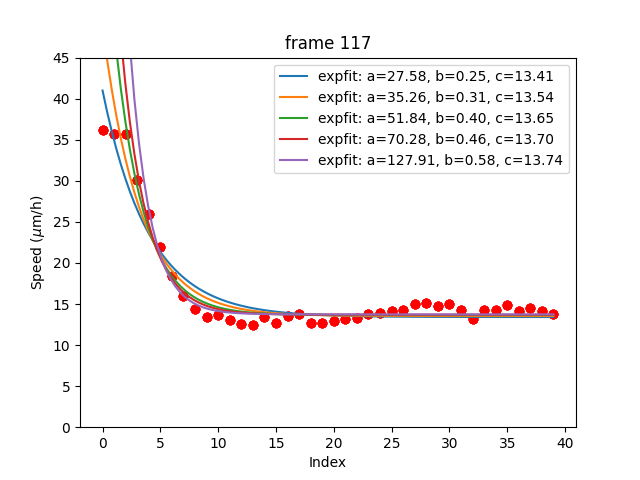 frame 117
expfit: a=27.58, b=0.25, c=13.41
expfit: a=35.26, b=0.31, c=13.54
expfit: a=51.84, b=0.40, c=13.65
expfit: a=70.28, b=0.46, c=13.70
expfit: a=127.91, b=0.58, c=13.74
45
40
35
30
25
20
15
10
5
0
Speed (μm/h)
0 5 10 15 20 25 30 35 40
Index